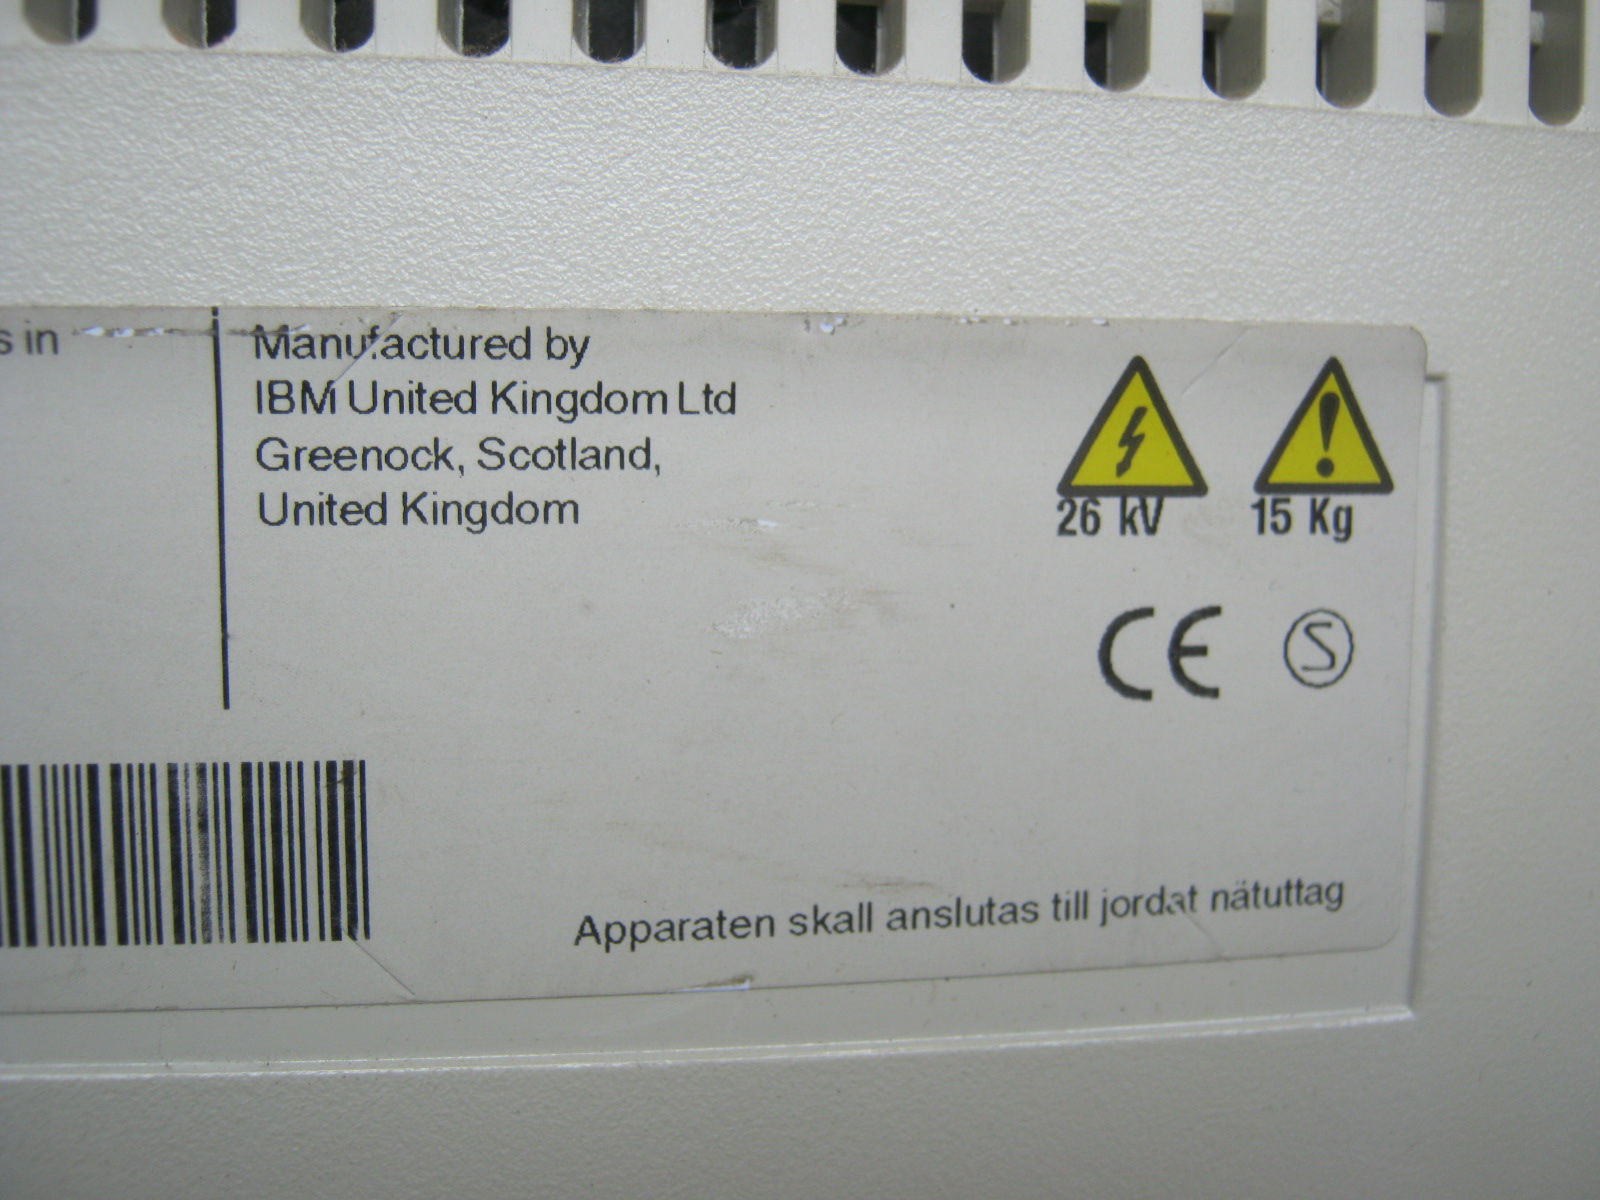 s in
Manufactured by
IBM United Kingdom Ltd
Greenock, Scotland,
United Kingdom
26 kV
15 Kg
CE
S
Apparaten skall anslutas till jordat nätuttag